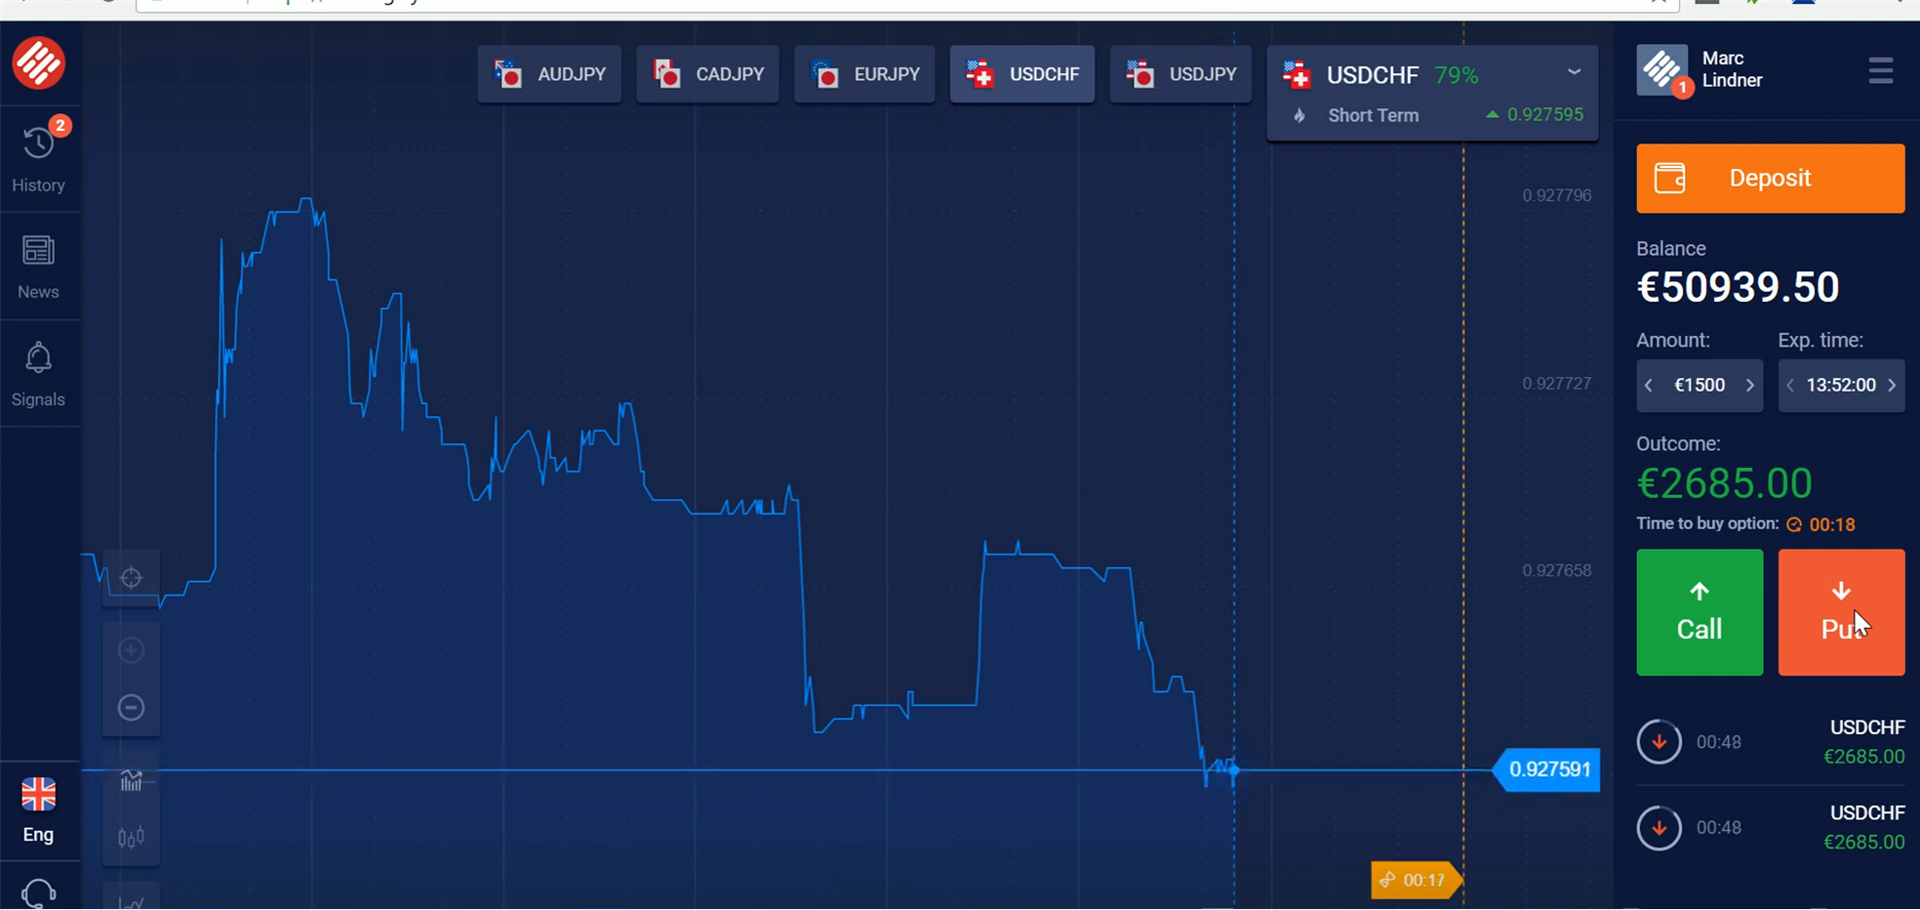 AUDJPY
CADJPY
EURJPY
USDCHF
USDJPY
USDCHF 79%
Short Term 0.927595
Marc
Lindner
1
2
History
News
Signals
Eng
Deposit
Balance
€50939.50
Amount: Exp. time:
€1500 13:52:00
Outcome:
€2685.00
Time to buy option: 00:18
Call
Put
00:48 USDCHF
€2685.00
00:48 USDCHF
€2685.00
0.927796
0.927727
0.927658
0.927591
00:17